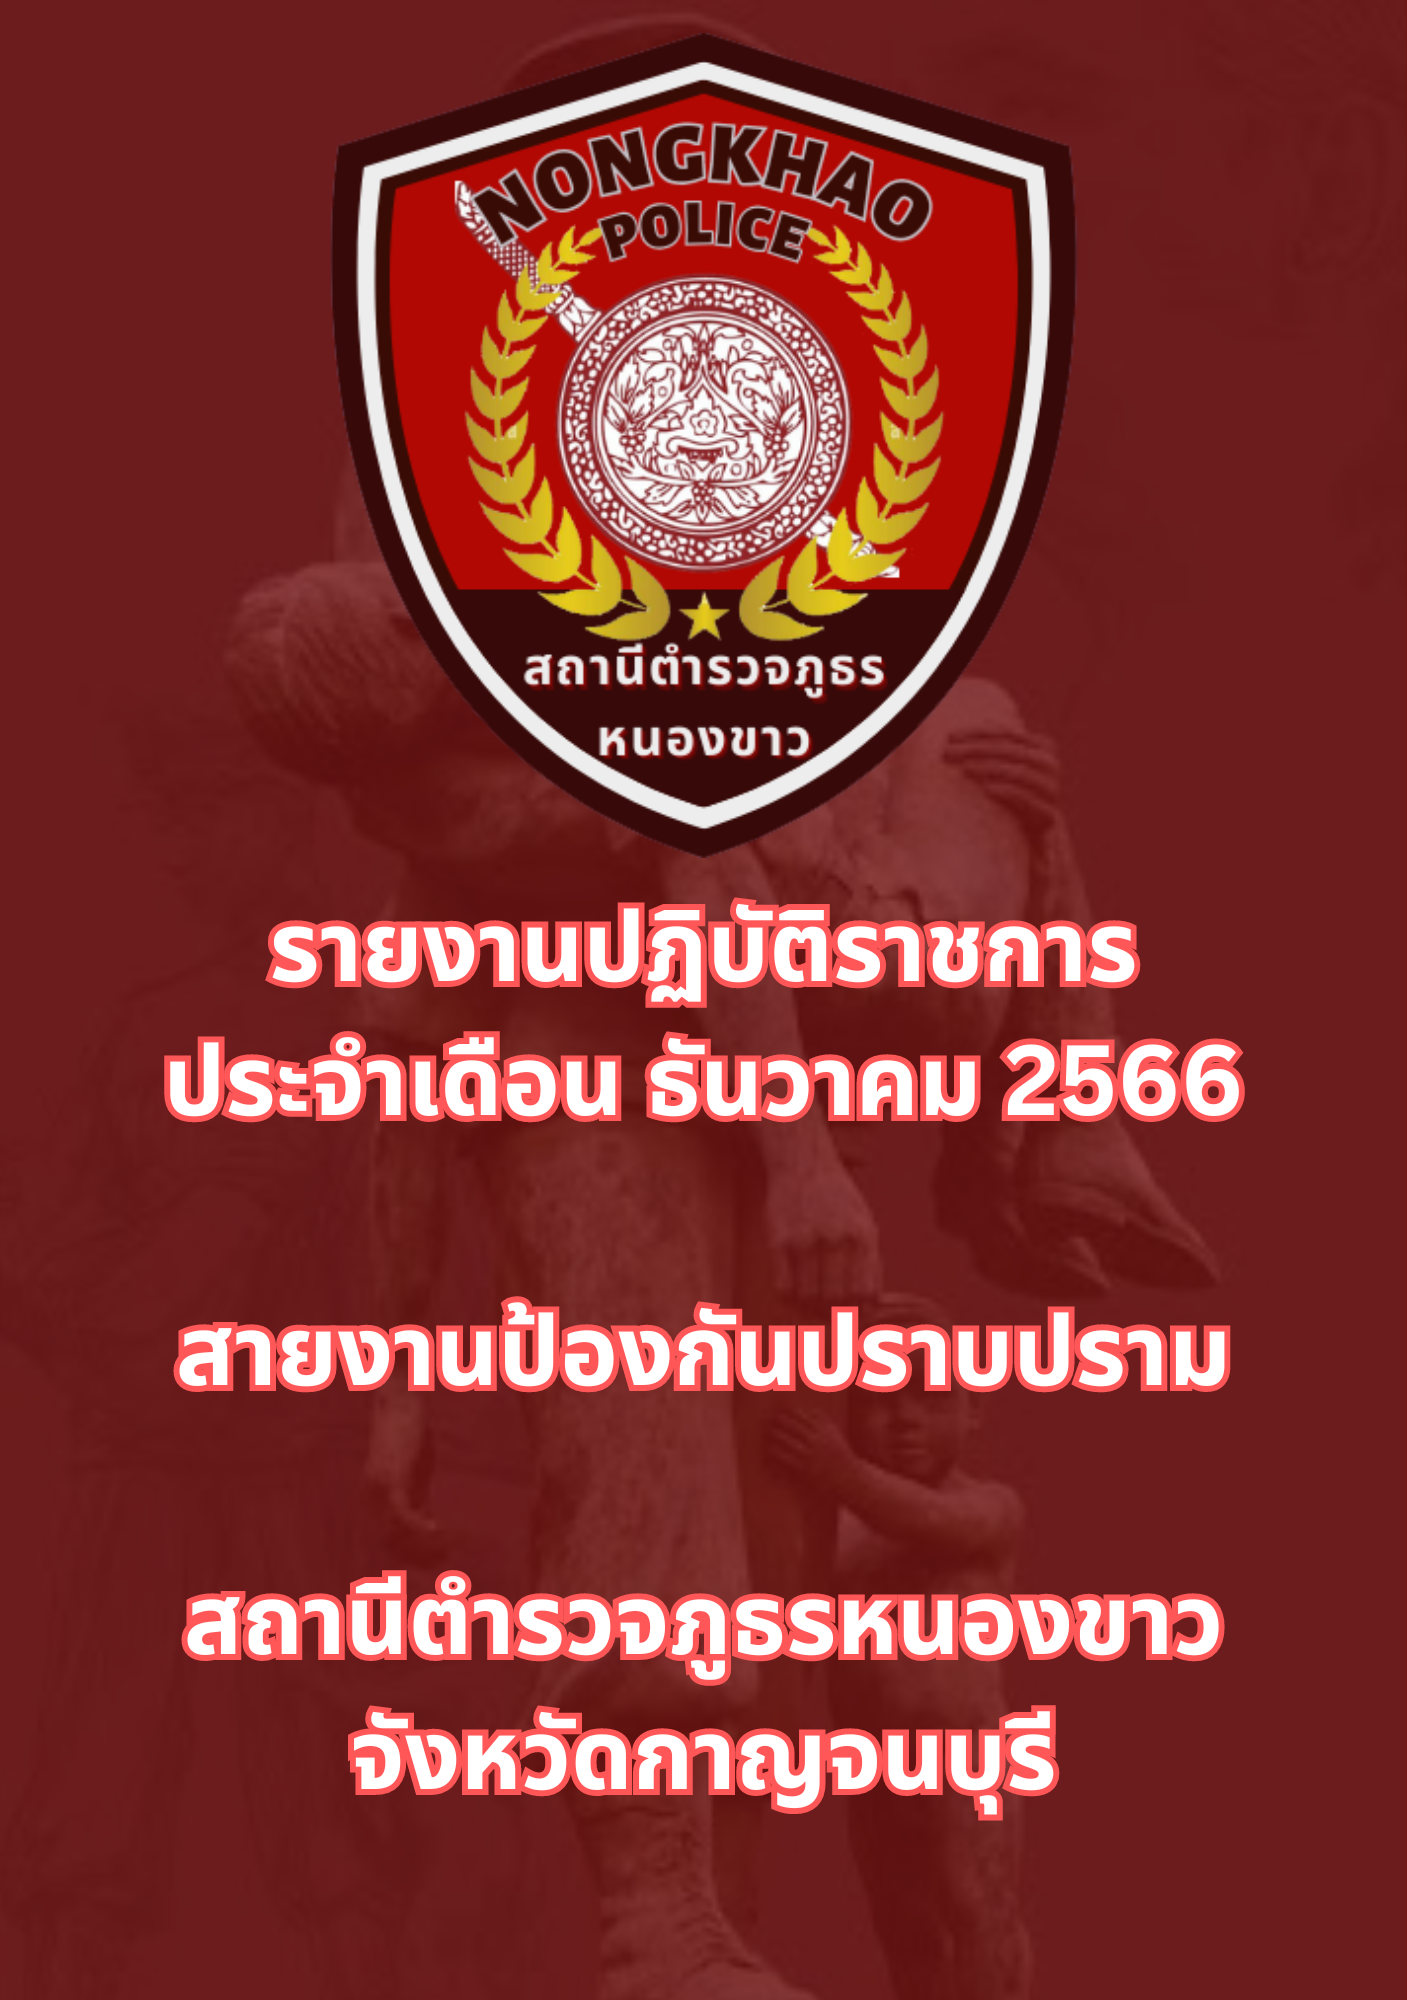 NONGKHAO
POLICE
สถานีตำรวจภูธร
หนองขาว
รายงานปฏิบัติราชการ
ประจำเดือน ธันวาคม 2566
สายงานป้องกันปราบปราม
สถานีตำรวจภูธรหนองขาว
จังหวัดกาญจนบุรี